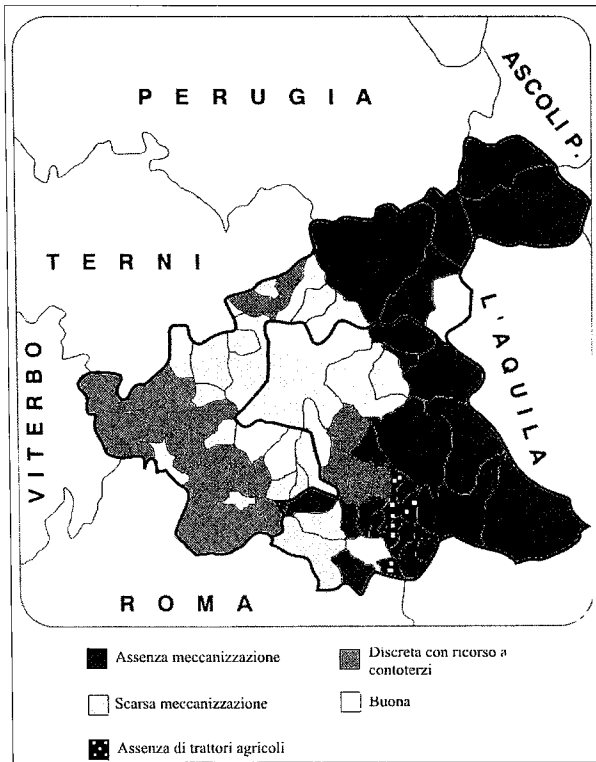 PERUGIA
ASCOLI P.
TERNI
L'AQUILA
VITERBO
ROMA
Assenza meccanizzazione
Discreta con ricorso a
contoterzi
Scarsa meccanizzazione
Buona
Assenza di trattori agricoli